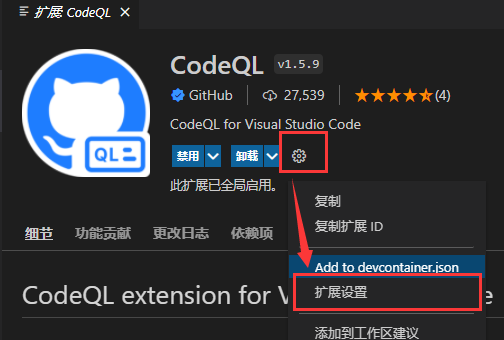 扩展: CodeQL
CodeQL v1.5.9
GitHub 27,539 (4)
CodeQL for Visual Studio Code
禁用 卸载
此扩展已全局启用。
复制
复制扩展 ID
细节 功能贡献 更改日志 依赖项
Add to devcontainer.json
扩展设置
CodeQL extension for V e
添加到工作区建议
QL